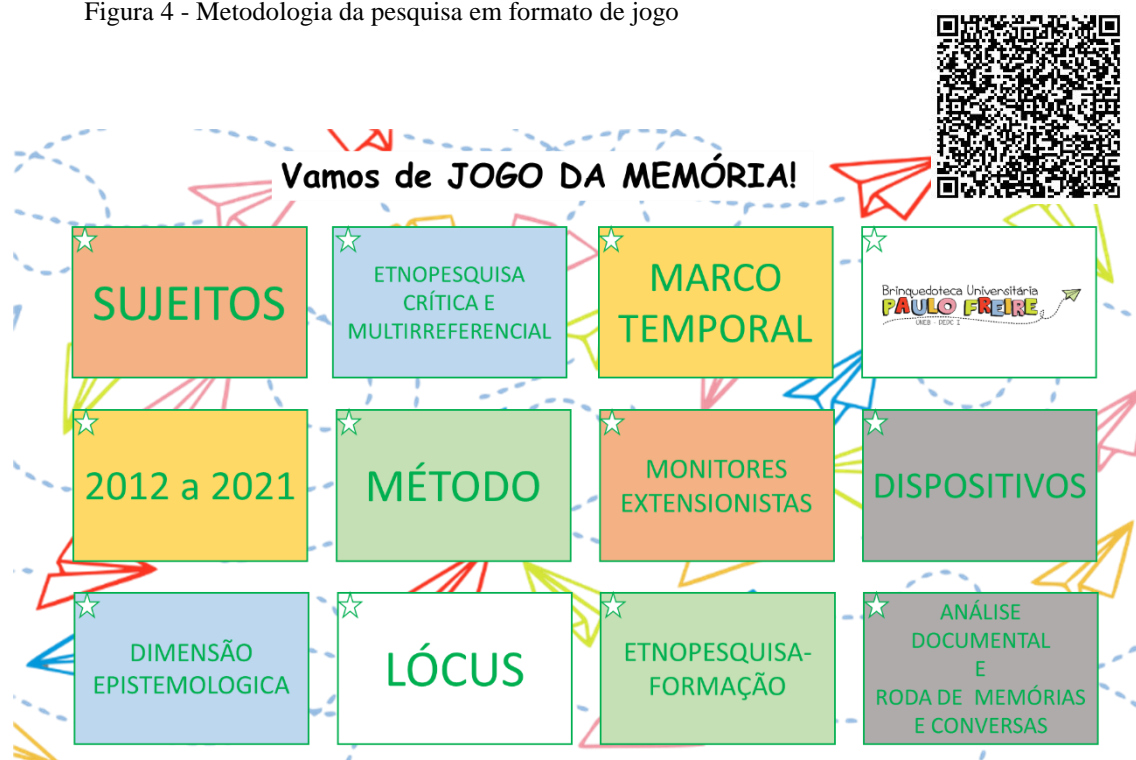 Figura 4 - Metodologia da pesquisa em formato de jogo
Vamos de JOGO DA MEMÓRIA!
SUJEITOS
ETNOPESQUISA
CRÍTICA E
MULTIRREFERENCIAL
MARCO
TEMPORAL
Brinquedoteca Universitária
PAULO FREIRE
UNEB - DEDC I
2012 a 2021
MÉTODO
MONITORES
EXTENSIONISTAS
DISPOSITIVOS
DIMENSÃO
EPISTEMOLOGICA
LÓCUS
ETNOPESQUISA-
FORMAÇÃO
ANÁLISE
DOCUMENTAL
E
RODA DE MEMÓRIAS
E CONVERSAS